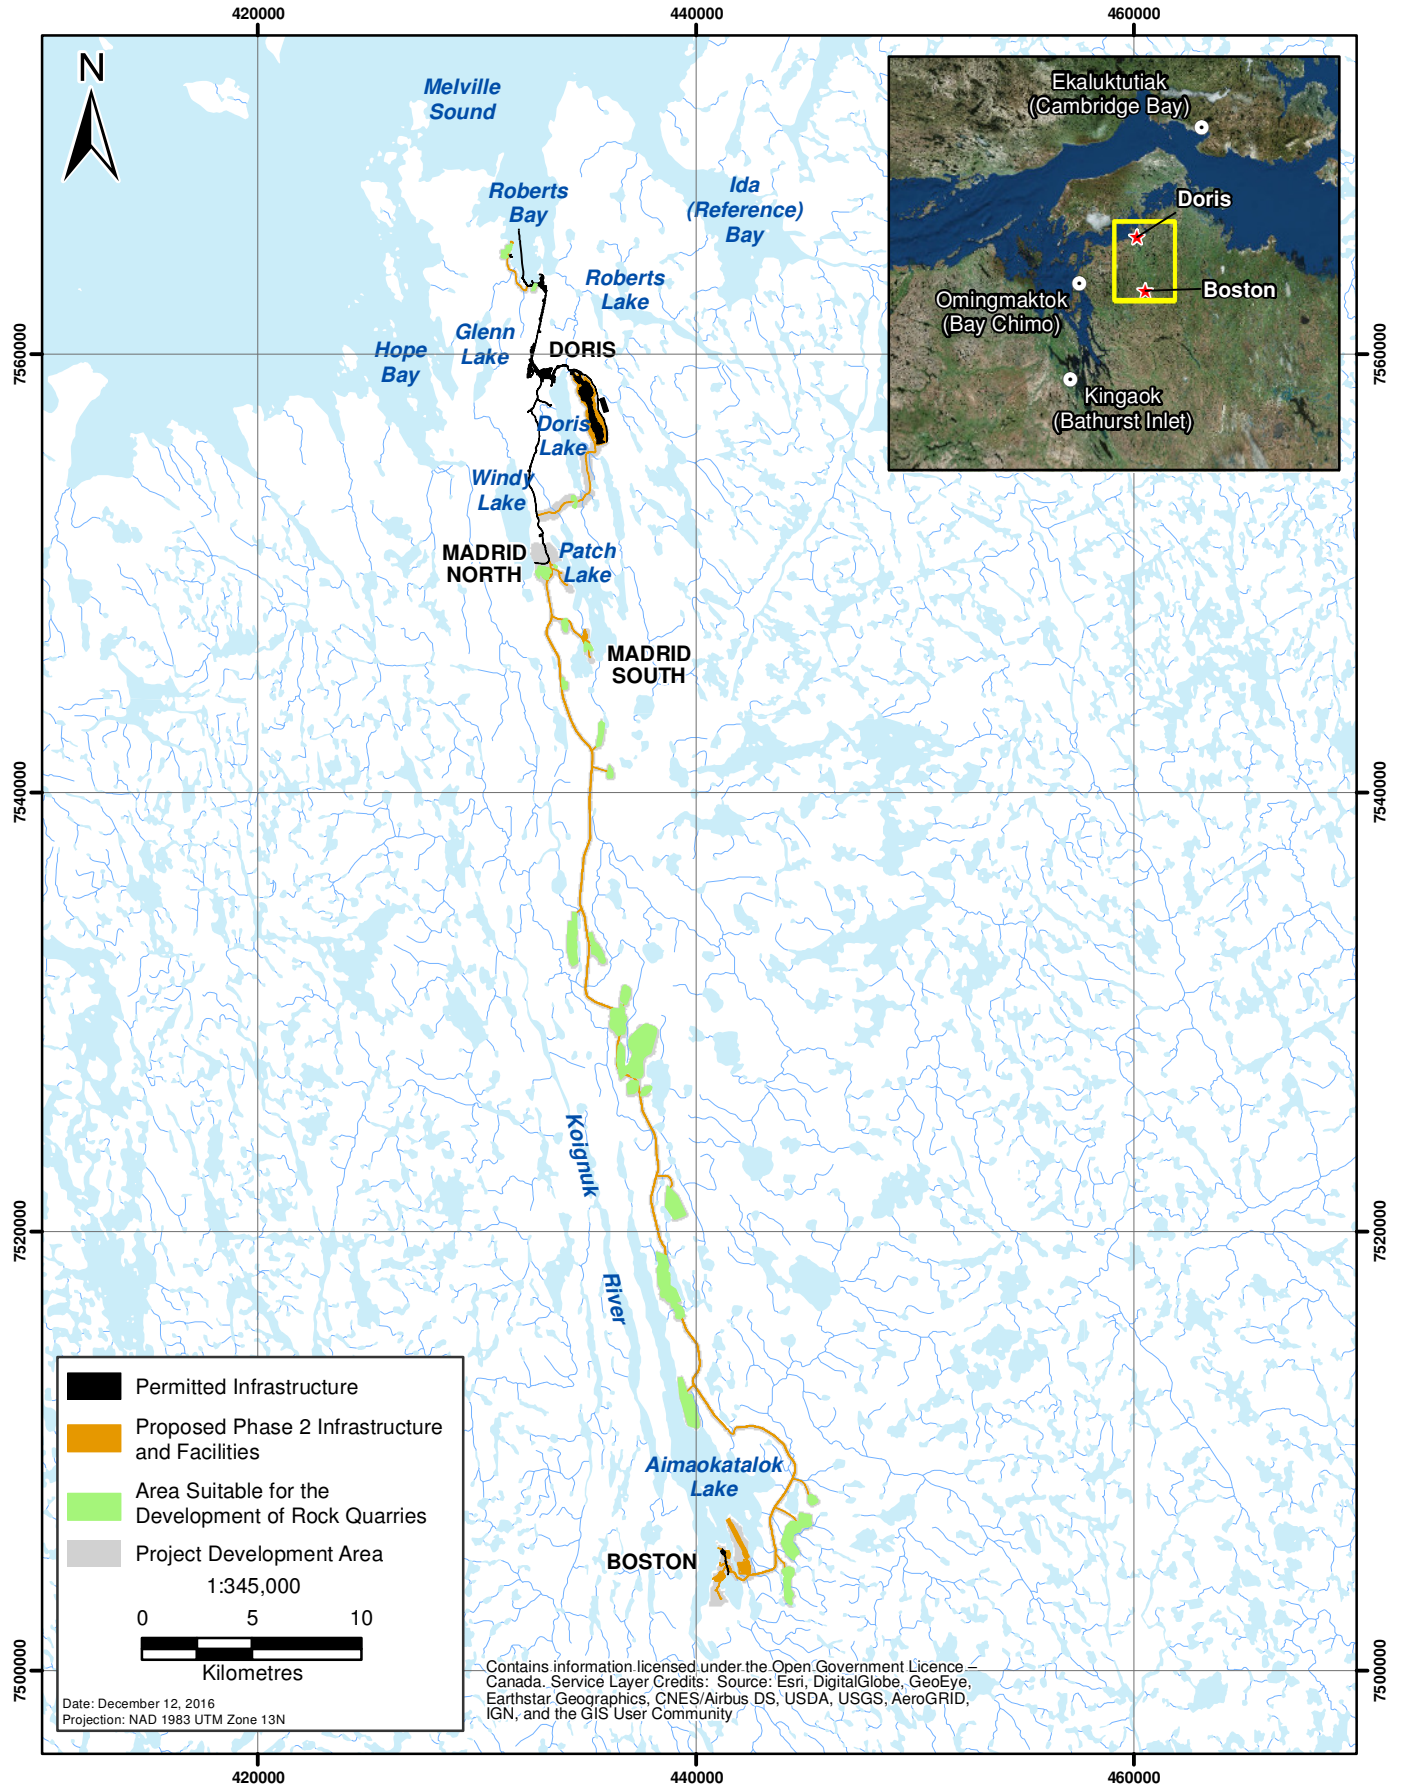 420000
440000
460000
N
Melville
Sound
Ekaluktutiak
(Cambridge Bay)
Roberts
Bay
Ida
(Reference)
Bay
Doris
Roberts
Lake
Omingmaktok
(Bay Chimo)
Boston
Glenn
Lake
Hope
Bay
DORIS
7560000
7560000
Kingaok
(Bathurst Inlet)
Doris
Lake
Windy
Lake
MADRID
NORTH
Patch
Lake
MADRID
SOUTH
7540000
7540000
Koignuk
River
7520000
7520000
Aimaokatalok
Lake
BOSTON
Permitted Infrastructure
Proposed Phase 2 Infrastructure
and Facilities
Area Suitable for the
Development of Rock Quarries
Project Development Area
1:345,000
0 5 10
Kilometres
Date: December 12, 2016
Projection: NAD 1983 UTM Zone 13N
7500000
7500000
Contains information licensed under the Open Government Licence –
Canada. Service Layer Credits: Source: Esri, DigitalGlobe, GeoEye,
Earthstar Geographics, CNES/Airbus DS, USDA, USGS, AeroGRID,
IGN, and the GIS User Community
420000
440000
460000